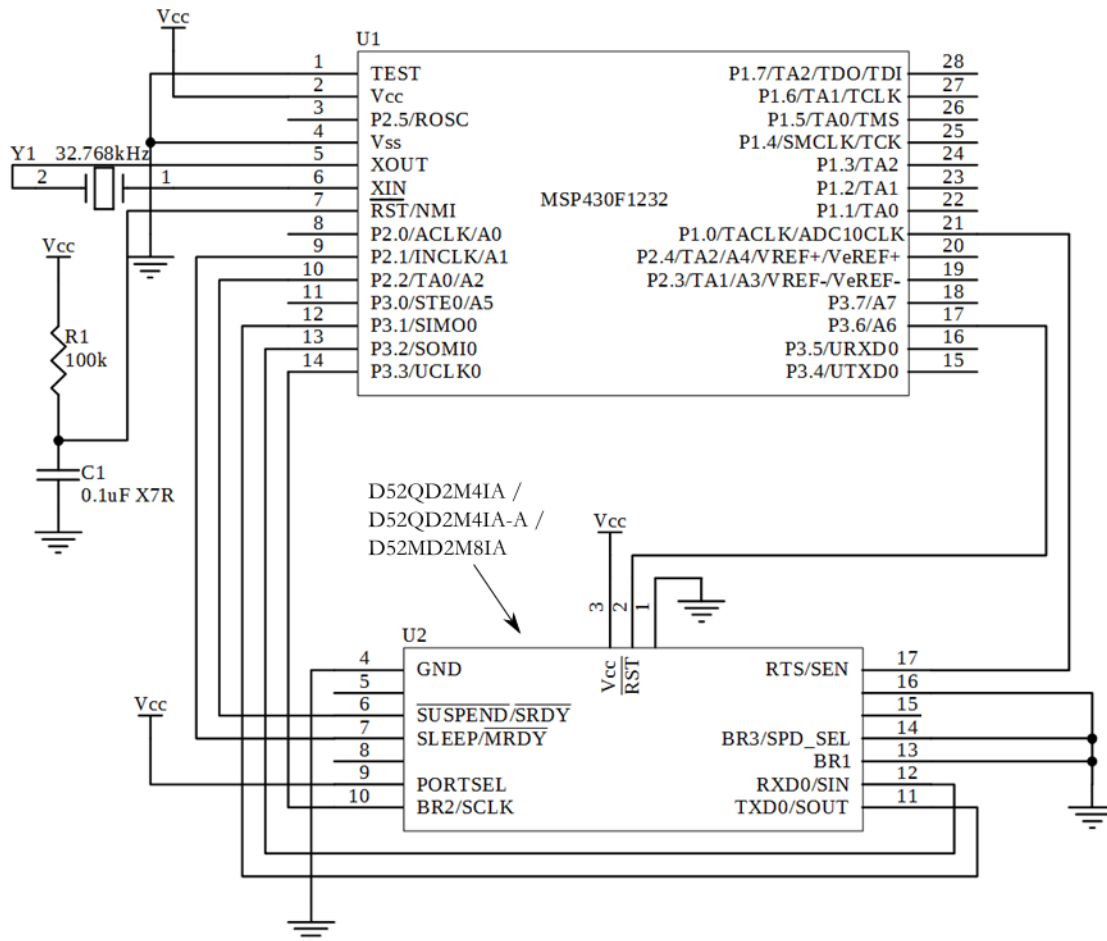 Vcc
U1
1 TEST P1.7/TA2/TDO/TDI 28
2 Vcc P1.6/TA1/TCLK 27
3 P2.5/ROSC P1.5/TA0/TMS 26
4 Vss P1.4/SMCLK/TCK 25
Y1 32.768kHz
5 XOUT P1.3/TA2 24
2 1
6 XIN P1.2/TA1 23
MSP430F1232
7 RST/NMI P1.1/TA0 22
8 P2.0/ACLK/A0 P1.0/TACLK/ADC10CLK 21
Vcc
9 P2.1/INCLK/A1 P2.4/TA2/A4/VREF+/VeREF+ 20
10 P2.2/TA0/A2 P2.3/TA1/A3/VREF-/VeREF- 19
11 P3.0/STE0/A5 P3.7/A7 18
12 P3.1/SIMO0 P3.6/A6 17
R1
100k
13 P3.2/SOMI0 P3.5/URXD0 16
14 P3.3/UCLK0 P3.4/UTXD0 15
C1
0.1uF X7R
D52QD2M4IA /
D52QD2M4IA-A /
D52MD2M8IA
Vcc
3 2 1
U2
Vcc
RST
4 GND RTS/SEN 17
5 16
6 SUSPEND/SRDY 15
Vcc
7 SLEEP/MRDY BR3/SPD_SEL 14
8 BR1 13
9 PORTSEL RXD0/SIN 12
10 BR2/SCLK TXD0/SOUT 11